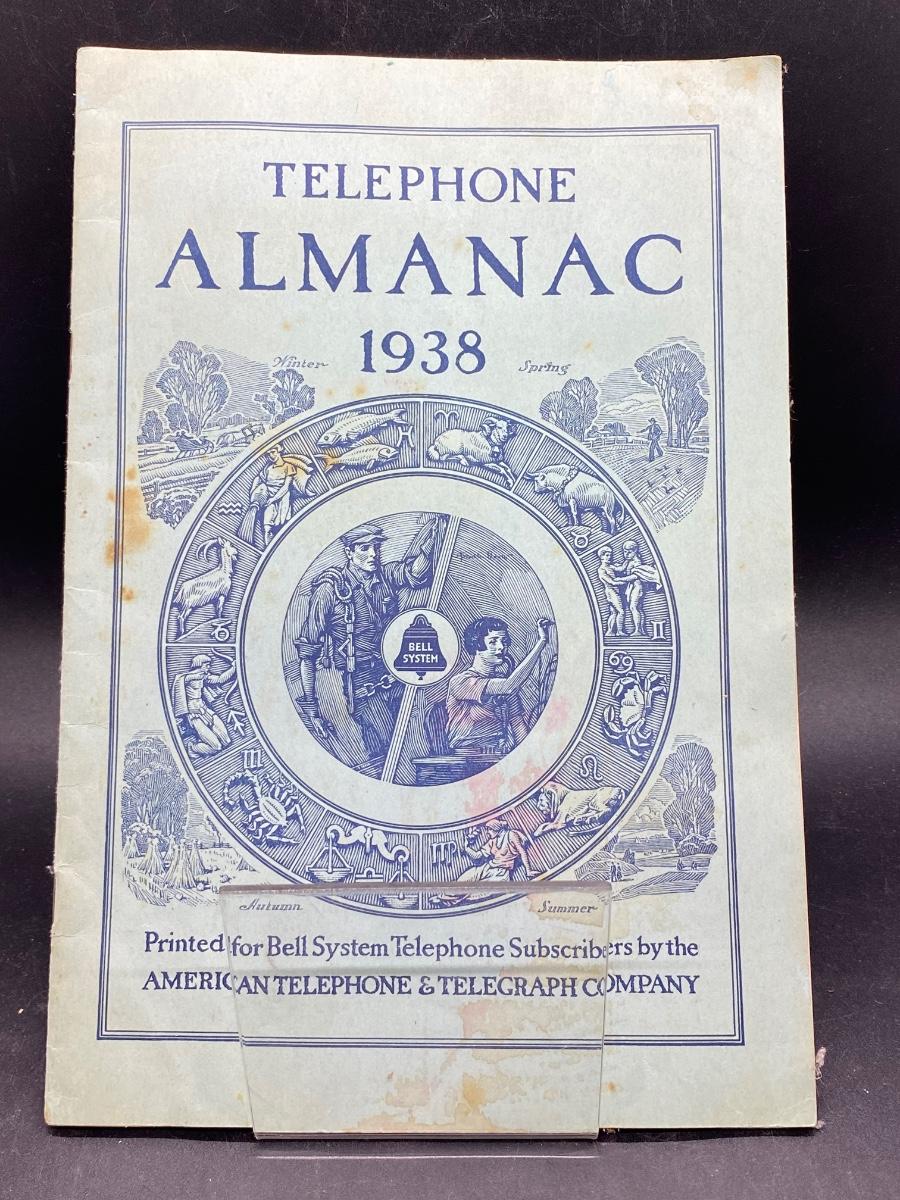 TELEPHONE
ALMANAC
1938
Winter
Spring
BELL
SYSTEM
Autumn
Summer
Printed for Bell System Telephone Subscribers by the
AMERICAN TELEPHONE & TELEGRAPH COMPANY